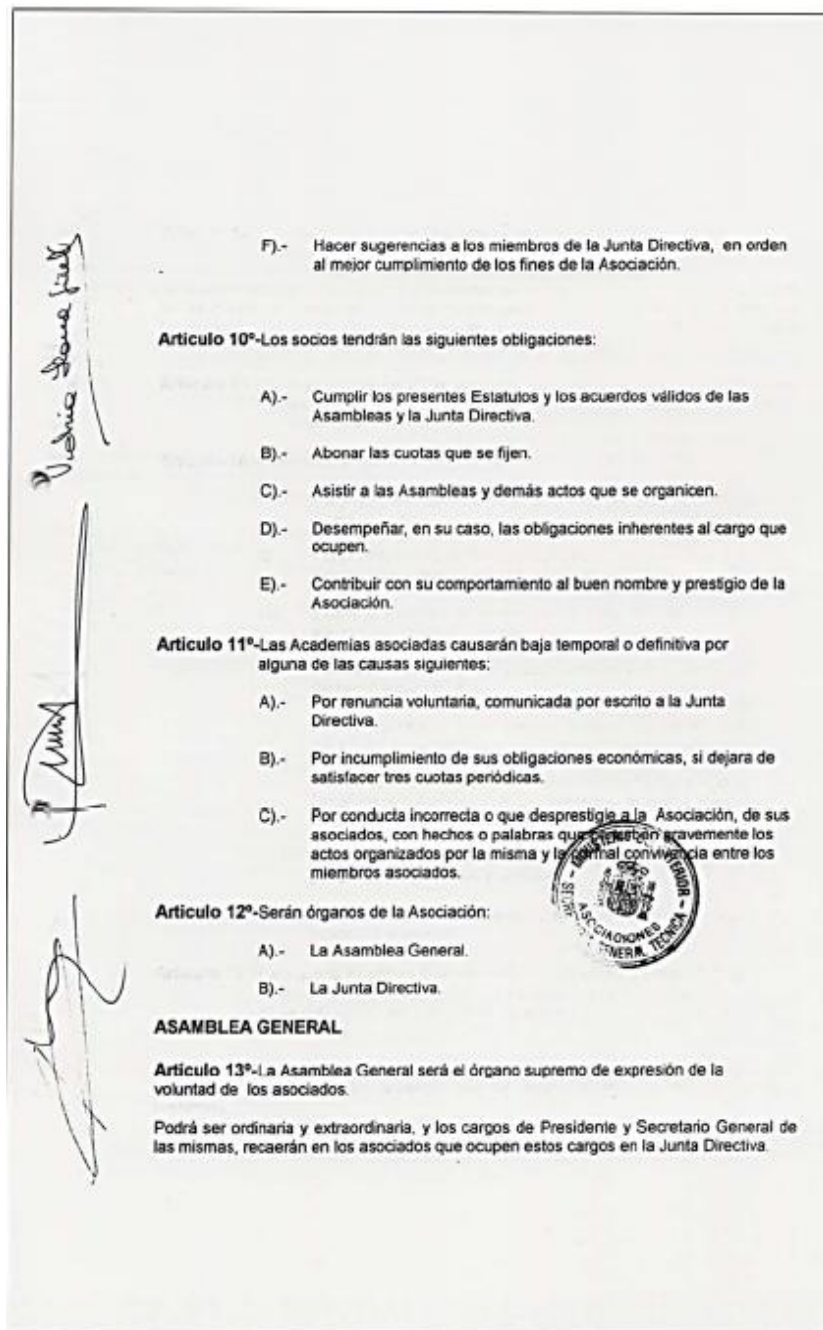 F).- Hacer sugerencias a los miembros de la Junta Directiva, en orden
al mejor cumplimiento de los fines de la Asociación.
Articulo 10º-Los socios tendrán las siguientes obligaciones:
A).- Cumplir los presentes Estatutos y los acuerdos válidos de las
Asambleas y la Junta Directiva.
B).- Abonar las cuotas que se fijen.
C).- Asistir a las Asambleas y demás actos que se organicen.
D).- Desempeñar, en su caso, las obligaciones inherentes al cargo que
ocupen.
E).- Contribuir con su comportamiento al buen nombre y prestigio de la
Asociación.
Articulo 11º-Las Academias asociadas causarán baja temporal o definitiva por
alguna de las causas siguientes:
A).- Por renuncia voluntaria, comunicada por escrito a la Junta
Directiva.
B).- Por incumplimiento de sus obligaciones económicas, si dejara de
satisfacer tres cuotas periódicas.
C).- Por conducta incorrecta o que desprestigie a la Asociación, de sus
asociados, con hechos o palabras que perturben gravemente los
actos organizados por la misma y la normal convivencia entre los
miembros asociados.
Articulo 12º-Serán órganos de la Asociación:
A).- La Asamblea General.
B).- La Junta Directiva.
ASAMBLEA GENERAL
Articulo 13º-La Asamblea General será el órgano supremo de expresión de la
voluntad de los asociados.
Podrá ser ordinaria y extraordinaria, y los cargos de Presidente y Secretario General de
las mismas, recaerán en los asociados que ocupen estos cargos en la Junta Directiva.
ASOCIACIONES